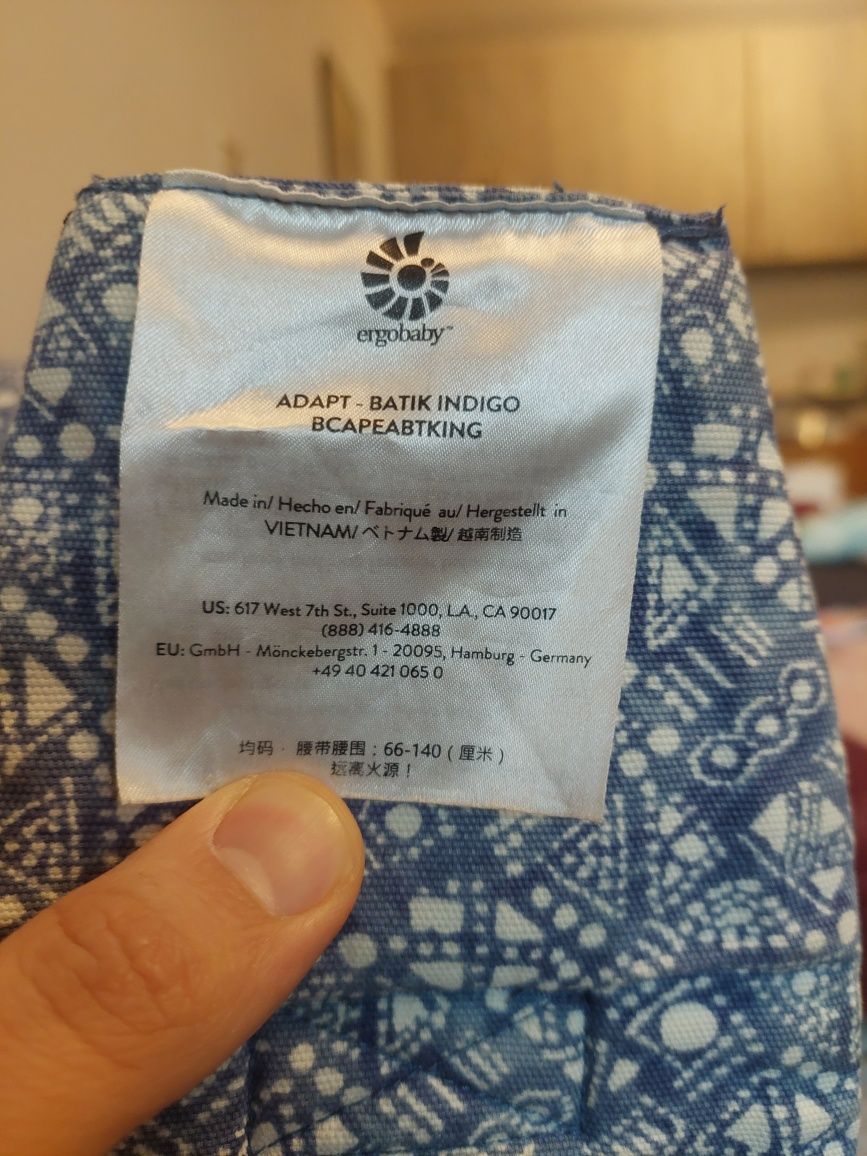 ergobaby™
ADAPT - BATIK INDIGO
BCAPEABTKING
Made in/ Hecho en/ Fabriqué au/ Hergestellt in
VIETNAM/ ベトナム製/ 越南制造
US: 617 West 7th St., Suite 1000, L.A., CA 90017
(888) 416-4888
EU: GmbH - Mönckebergstr. 1 - 20095, Hamburg - Germany
+49 40 421 065 0
均码 · 腰带腰围：66-140（厘米）
远离火源！